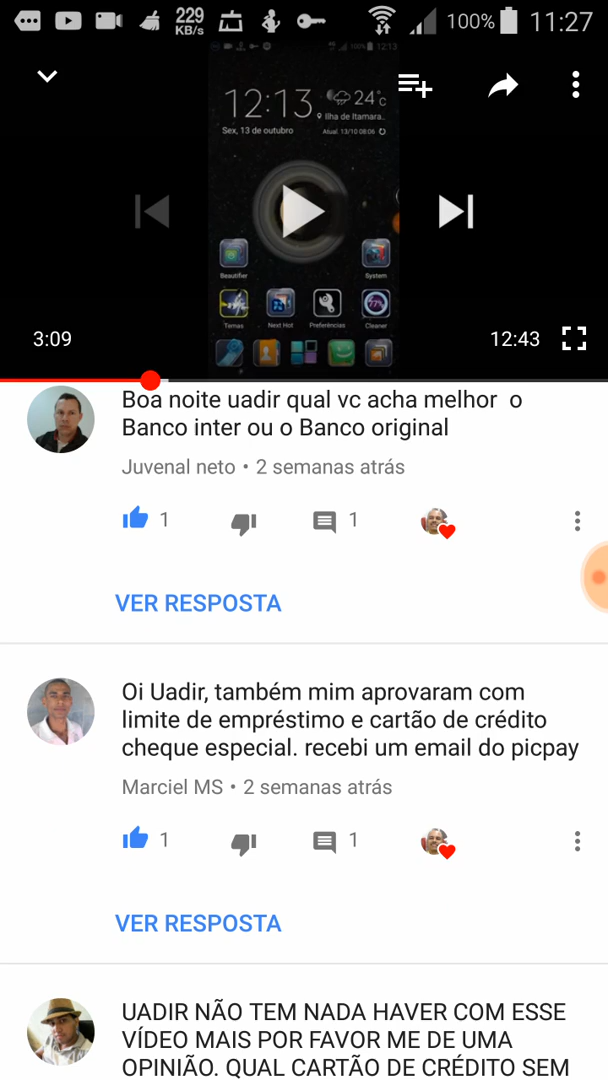 229
KB/s
100%
11:27
12:13
12:13
24°c
Ilha de Itamara..
Sex, 13 de outubro
Atual. 13/10 08:06
Beautifier
System
Temas
Next Hot
Preferências
77%
Cleaner
3:09
12:43
Boa noite uadir qual vc acha melhor o
Banco inter ou o Banco original
Juvenal neto • 2 semanas atrás
1
1
VER RESPOSTA
Oi Uadir, também mim aprovaram com
limite de empréstimo e cartão de crédito
cheque especial. recebi um email do picpay
Marciel MS • 2 semanas atrás
1
1
VER RESPOSTA
UADIR NÃO TEM NADA HAVER COM ESSE
VÍDEO MAIS POR FAVOR ME DE UMA
OPINIÃO. QUAL CARTÃO DE CRÉDITO SEM